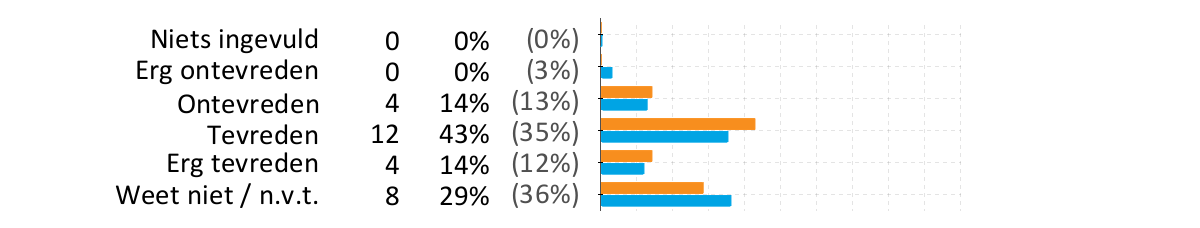 Niets ingevuld 0 0% (0%)
Erg ontevreden 0 0% (3%)
Ontevreden 4 14% (13%)
Tevreden 12 43% (35%)
Erg tevreden 4 14% (12%)
Weet niet / n.v.t. 8 29% (36%)